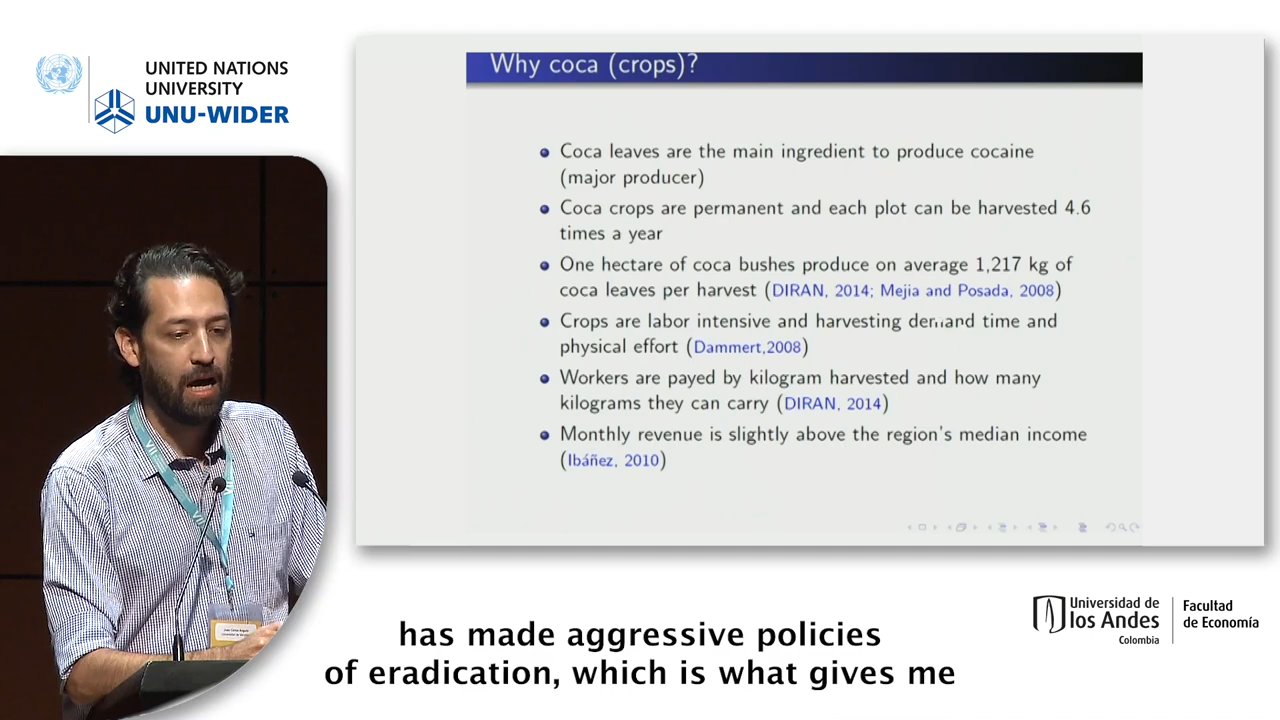 UNITED NATIONS
UNIVERSITY
UNU-WIDER
Why coca (crops)?
Coca leaves are the main ingredient to produce cocaine
(major producer)
Coca crops are permanent and each plot can be harvested 4.6
times a year
One hectare of coca bushes produce on average 1,217 kg of
coca leaves per harvest (DIRAN, 2014; Mejia and Posada, 2008)
Crops are labor intensive and harvesting demand time and
physical effort (Dammert,2008)
Workers are payed by kilogram harvested and how many
kilograms they can carry (DIRAN, 2014)
Monthly revenue is slightly above the region's median income
(Ibáñez, 2010)
has made aggressive policies
of eradication, which is what gives me
Universidad de
los Andes
Colombia
Facultad
de Economía